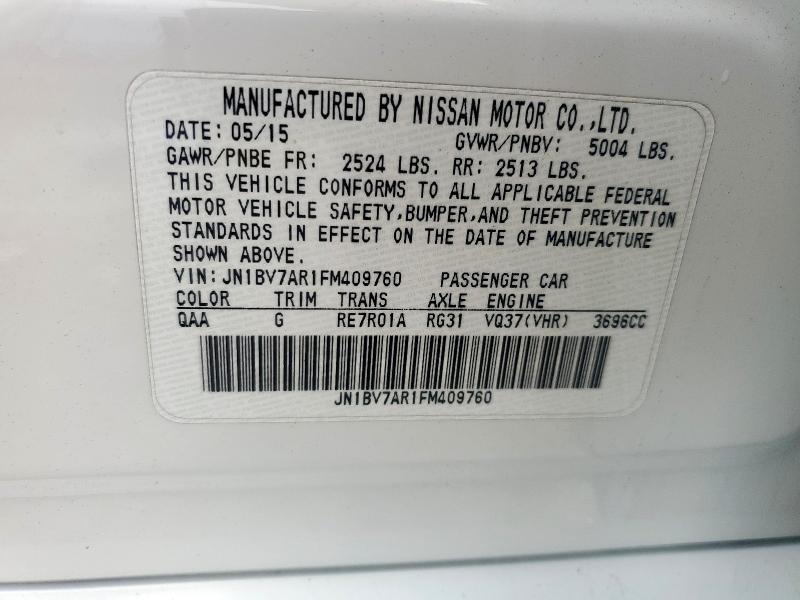 MANUFACTURED BY NISSAN MOTOR CO.,LTD.
DATE: 05/15 GVWR/PNBV: 5004 LBS.
GAWR/PNBE FR: 2524 LBS. RR: 2513 LBS.
THIS VEHICLE CONFORMS TO ALL APPLICABLE FEDERAL
MOTOR VEHICLE SAFETY,BUMPER,AND THEFT PREVENTION
STANDARDS IN EFFECT ON THE DATE OF MANUFACTURE
SHOWN ABOVE.
VIN:JN1BV7AR1FM409760 PASSENGER CAR
COLOR TRIM TRANS AXLE ENGINE
QAA G RE7R01A RG31 VQ37(VHR) 3696CC
JN1BV7AR1FM409760